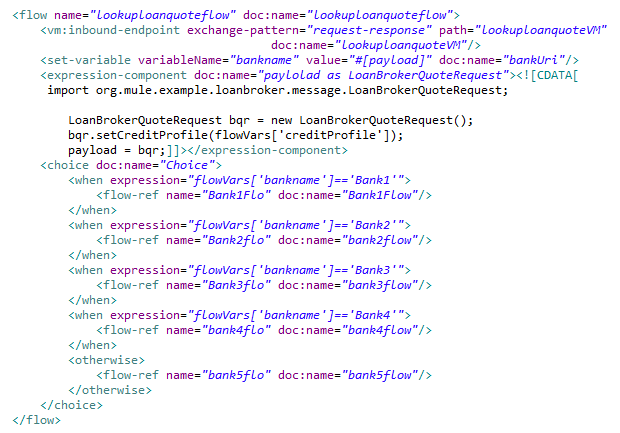 <flow name="lookuploanquoteflow" doc:name="lookuploanquoteflow">
<vm:inbound-endpoint exchange-pattern="request-response" path="lookuploanquoteVM"
doc:name="lookuploanquoteVM"/>
<set-variable variableName="bankname" value="#[payload]" doc:name="bankUri"/>
<expression-component doc:name="paylolad as LoanBrokerQuoteRequest"><![CDATA[
import org.mule.example.loanbroker.message.LoanBrokerQuoteRequest;
LoanBrokerQuoteRequest bqr = new LoanBrokerQuoteRequest();
bqr.setCreditProfile(flowVars['creditProfile']);
payload = bqr;]]></expression-component>
<choice doc:name="Choice">
<when expression="flowVars['bankname']=='Bank1'">
<flow-ref name="Bank1Flo" doc:name="Bank1Flow"/>
</when>
<when expression="flowVars['bankname']=='Bank2'">
<flow-ref name="Bank2flo" doc:name="bank2flow"/>
</when>
<when expression="flowVars['bankname']=='Bank3'">
<flow-ref name="Bank3flo" doc:name="bank3flow"/>
</when>
<when expression="flowVars['bankname']=='Bank4'">
<flow-ref name="bank4flo" doc:name="bank4flow"/>
</when>
<otherwise>
<flow-ref name="bank5flo" doc:name="bank5flow"/>
</otherwise>
</choice>
</flow>